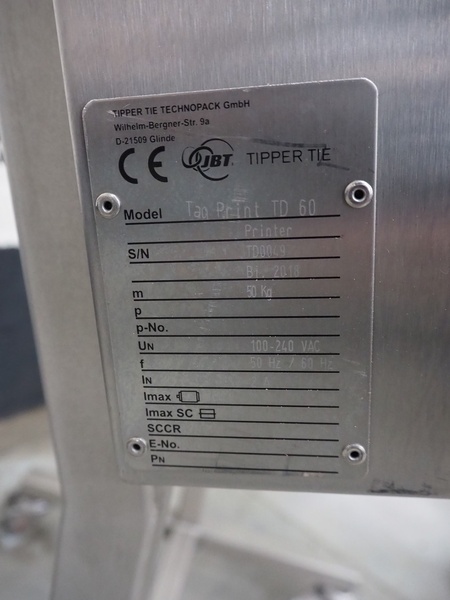 TIPPER TIE TECHNOPACK GmbH
Wilhelm-Bergner-Str. 9a
D-21509 Glinde
CE JBT TIPPER TIE
Model Tag Print TD 60
Printer
S/N TD0049
2018
m 50 Kg
p
p-No.
UN 100-240 VAC
f 50 Hz / 60 Hz
IN
Imax
Imax SC
SCCR
E-No.
PN